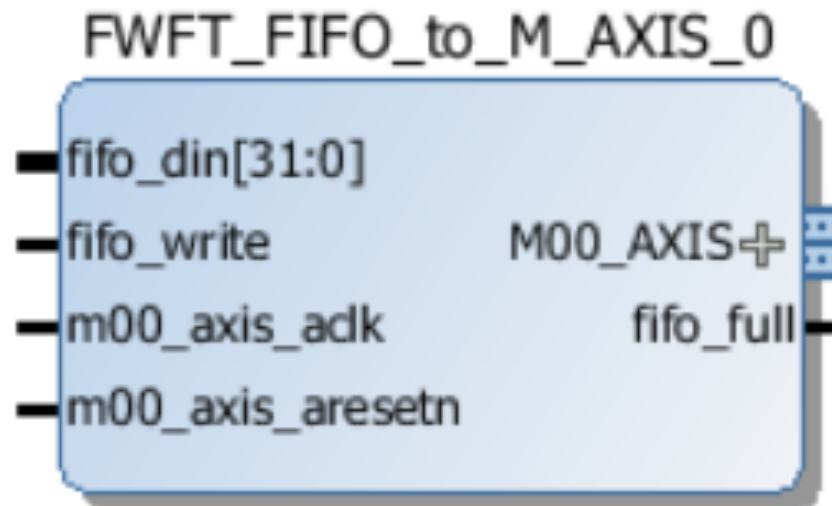 FWFT_FIFO_to_M_AXIS_0
fifo_din[31:0]
fifo_write
M00_AXIS
m00_axis_aclk
fifo_full
m00_axis_aresetn